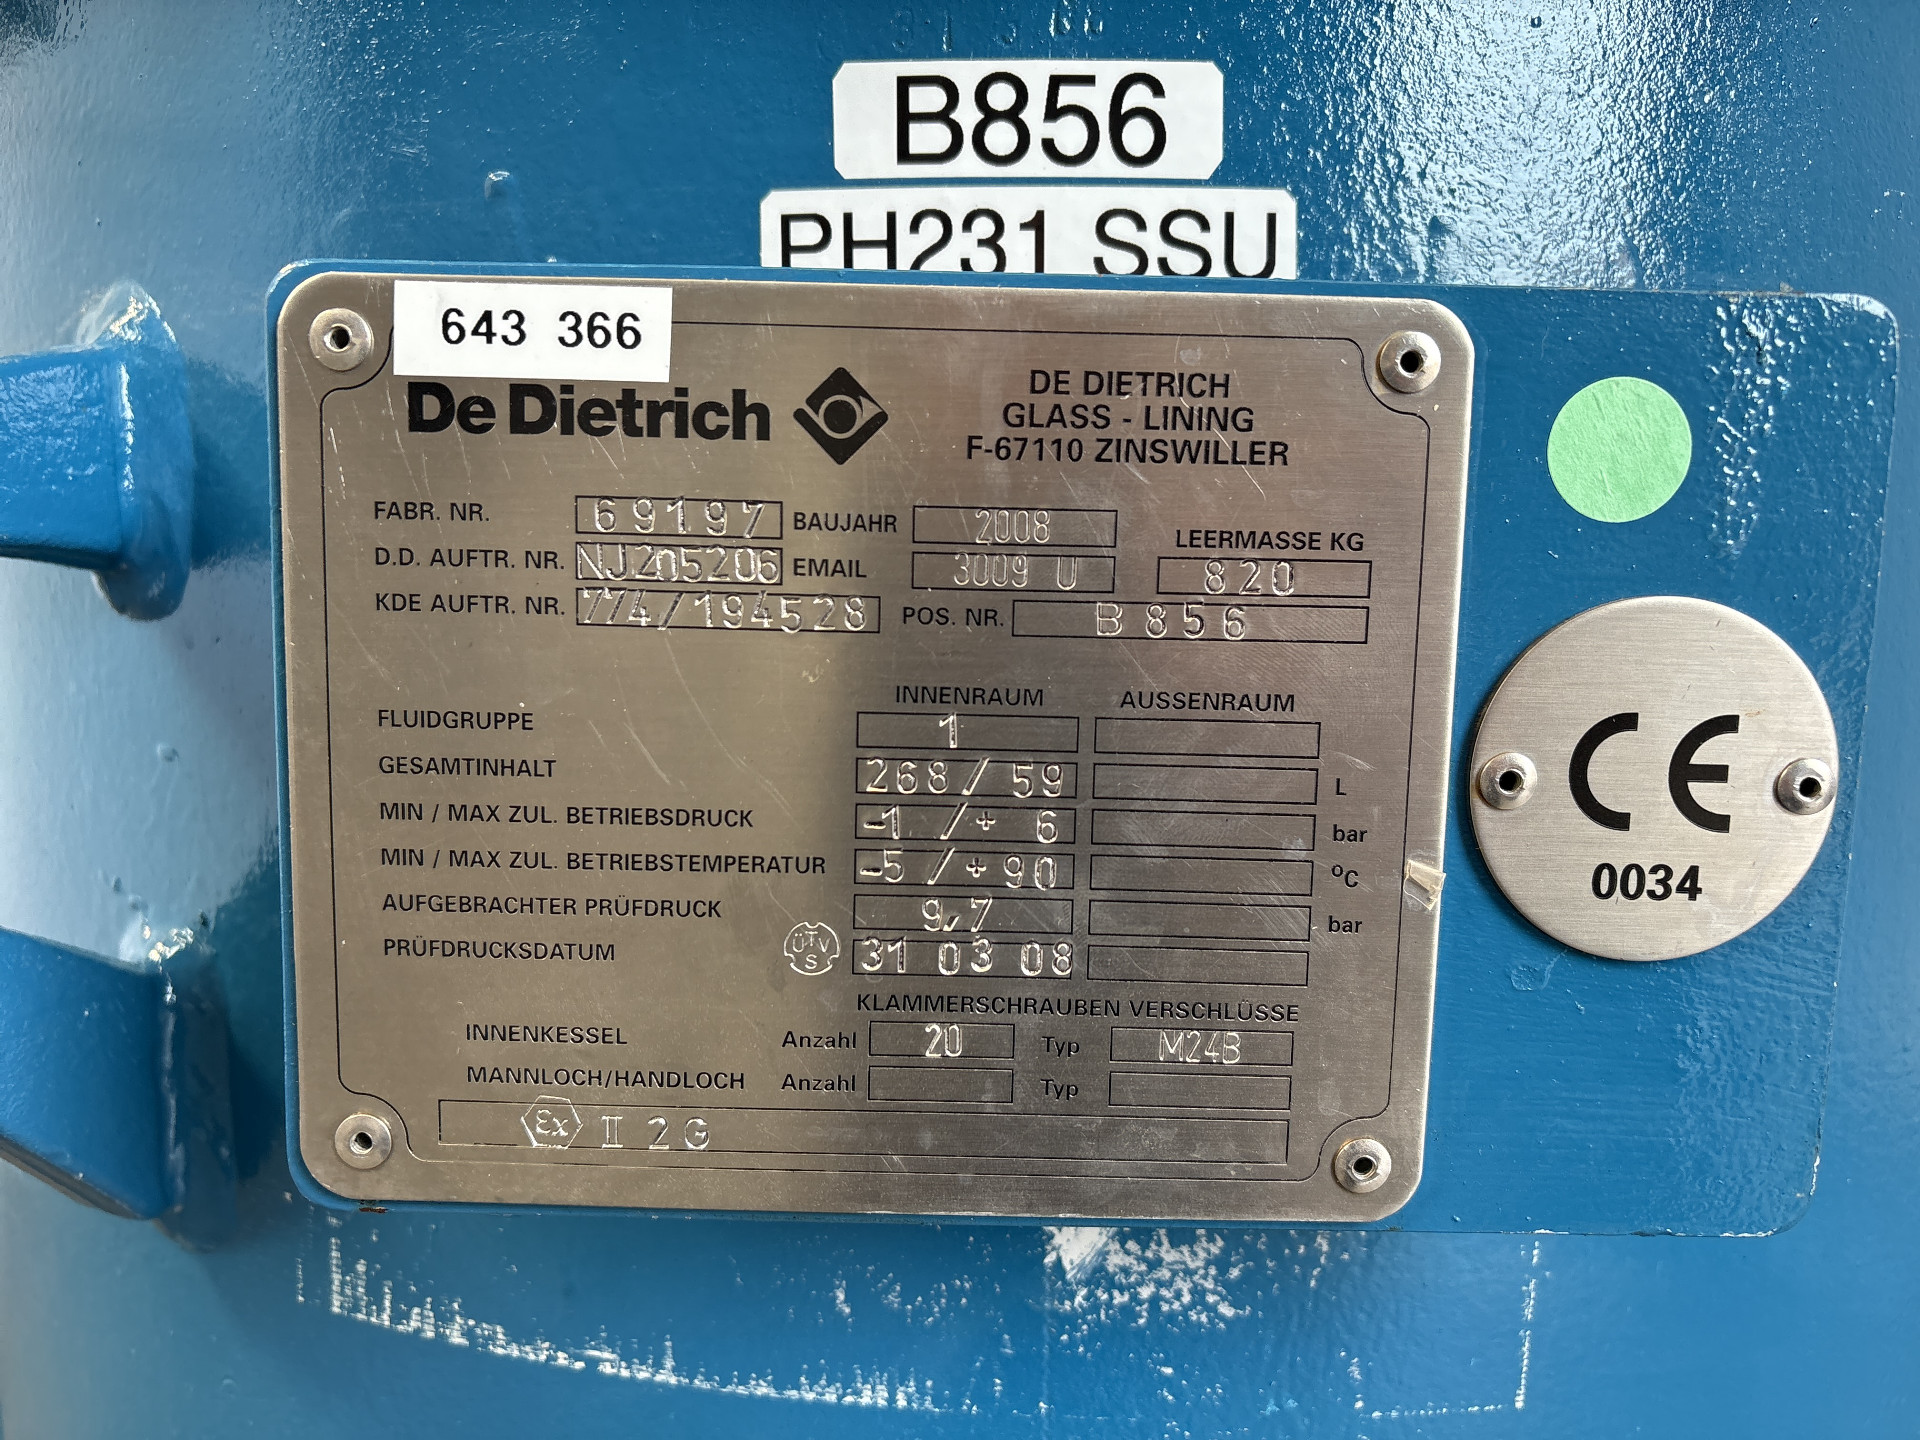 B856
PH231 SSU
643 366
De Dietrich
DE DIETRICH
GLASS - LINING
F-67110 ZINSWILLER
FABR. NR. 69197 BAUJAHR 2008
LEERMASSE KG
D.D. AUFTR. NR. NJ205206 EMAIL 3009 U 820
KDE AUFTR. NR. 774/194528 POS. NR. B856
INNENRAUM AUSSENRAUM
FLUIDGRUPPE 1
GESAMTINHALT 268/59 L
MIN / MAX ZUL. BETRIEBSDRUCK -1 /+ 6 bar
MIN / MAX ZUL. BETRIEBSTEMPERATUR -5 /+90 °C
AUFGEBRACHTER PRÜFDRUCK 9,7 bar
PRÜFDRUCKSDATUM ÜTV S 31 03 08
KLAMMERSCHRAUBEN VERSCHLÜSSE
INNENKESSEL Anzahl 20 Typ M24B
MANNLOCH/HANDLOCH Anzahl Typ
Ex II 2G
CE
0034